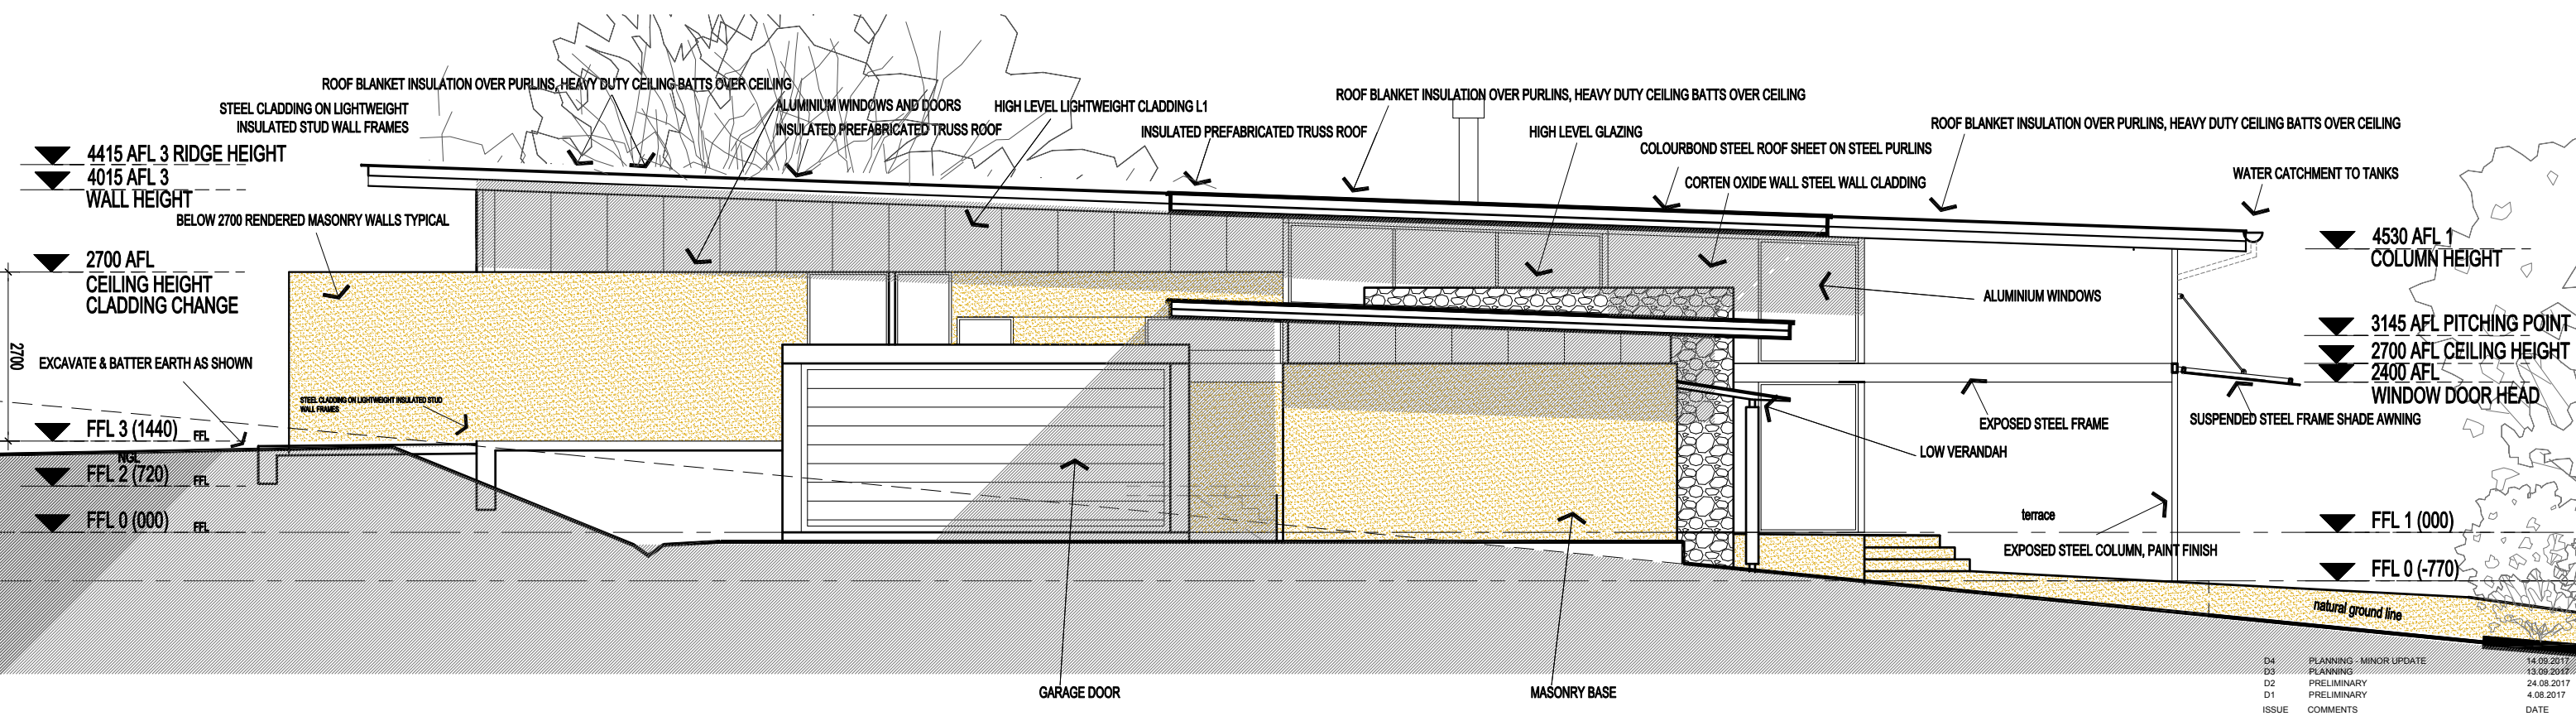 ROOF BLANKET INSULATION OVER PURLINS, HEAVY DUTY CEILING BATTS OVER CEILING
STEEL CLADDING ON LIGHTWEIGHT
INSULATED STUD WALL FRAMES
ALUMINIUM WINDOWS AND DOORS
INSULATED PREFABRICATED TRUSS ROOF
HIGH LEVEL LIGHTWEIGHT CLADDING L1
ROOF BLANKET INSULATION OVER PURLINS, HEAVY DUTY CEILING BATTS OVER CEILING
INSULATED PREFABRICATED TRUSS ROOF
HIGH LEVEL GLAZING
COLOURBOND STEEL ROOF SHEET ON STEEL PURLINS
CORTEN OXIDE WALL STEEL WALL CLADDING
ROOF BLANKET INSULATION OVER PURLINS, HEAVY DUTY CEILING BATTS OVER CEILING
WATER CATCHMENT TO TANKS
4415 AFL 3 RIDGE HEIGHT
4015 AFL 3
WALL HEIGHT
BELOW 2700 RENDERED MASONRY WALLS TYPICAL
2700 AFL
CEILING HEIGHT
CLADDING CHANGE
2700
EXCAVATE & BATTER EARTH AS SHOWN
STEEL CLADDING ON LIGHTWEIGHT INSULATED STUD
WALL FRAMES
FFL 3 (1440) FFL
NGL
FFL 2 (720) FFL
FFL 0 (000) FFL
4530 AFL 1
COLUMN HEIGHT
ALUMINIUM WINDOWS
3145 AFL PITCHING POINT
2700 AFL CEILING HEIGHT
2400 AFL
WINDOW DOOR HEAD
EXPOSED STEEL FRAME
SUSPENDED STEEL FRAME SHADE AWNING
LOW VERANDAH
terrace
EXPOSED STEEL COLUMN, PAINT FINISH
FFL 1 (000)
FFL 0 (-770)
natural ground line
GARAGE DOOR
MASONRY BASE
D4 PLANNING - MINOR UPDATE 14.09.2017
D3 PLANNING 13.09.2017
D2 PRELIMINARY 24.08.2017
D1 PRELIMINARY 4.08.2017
ISSUE COMMENTS DATE